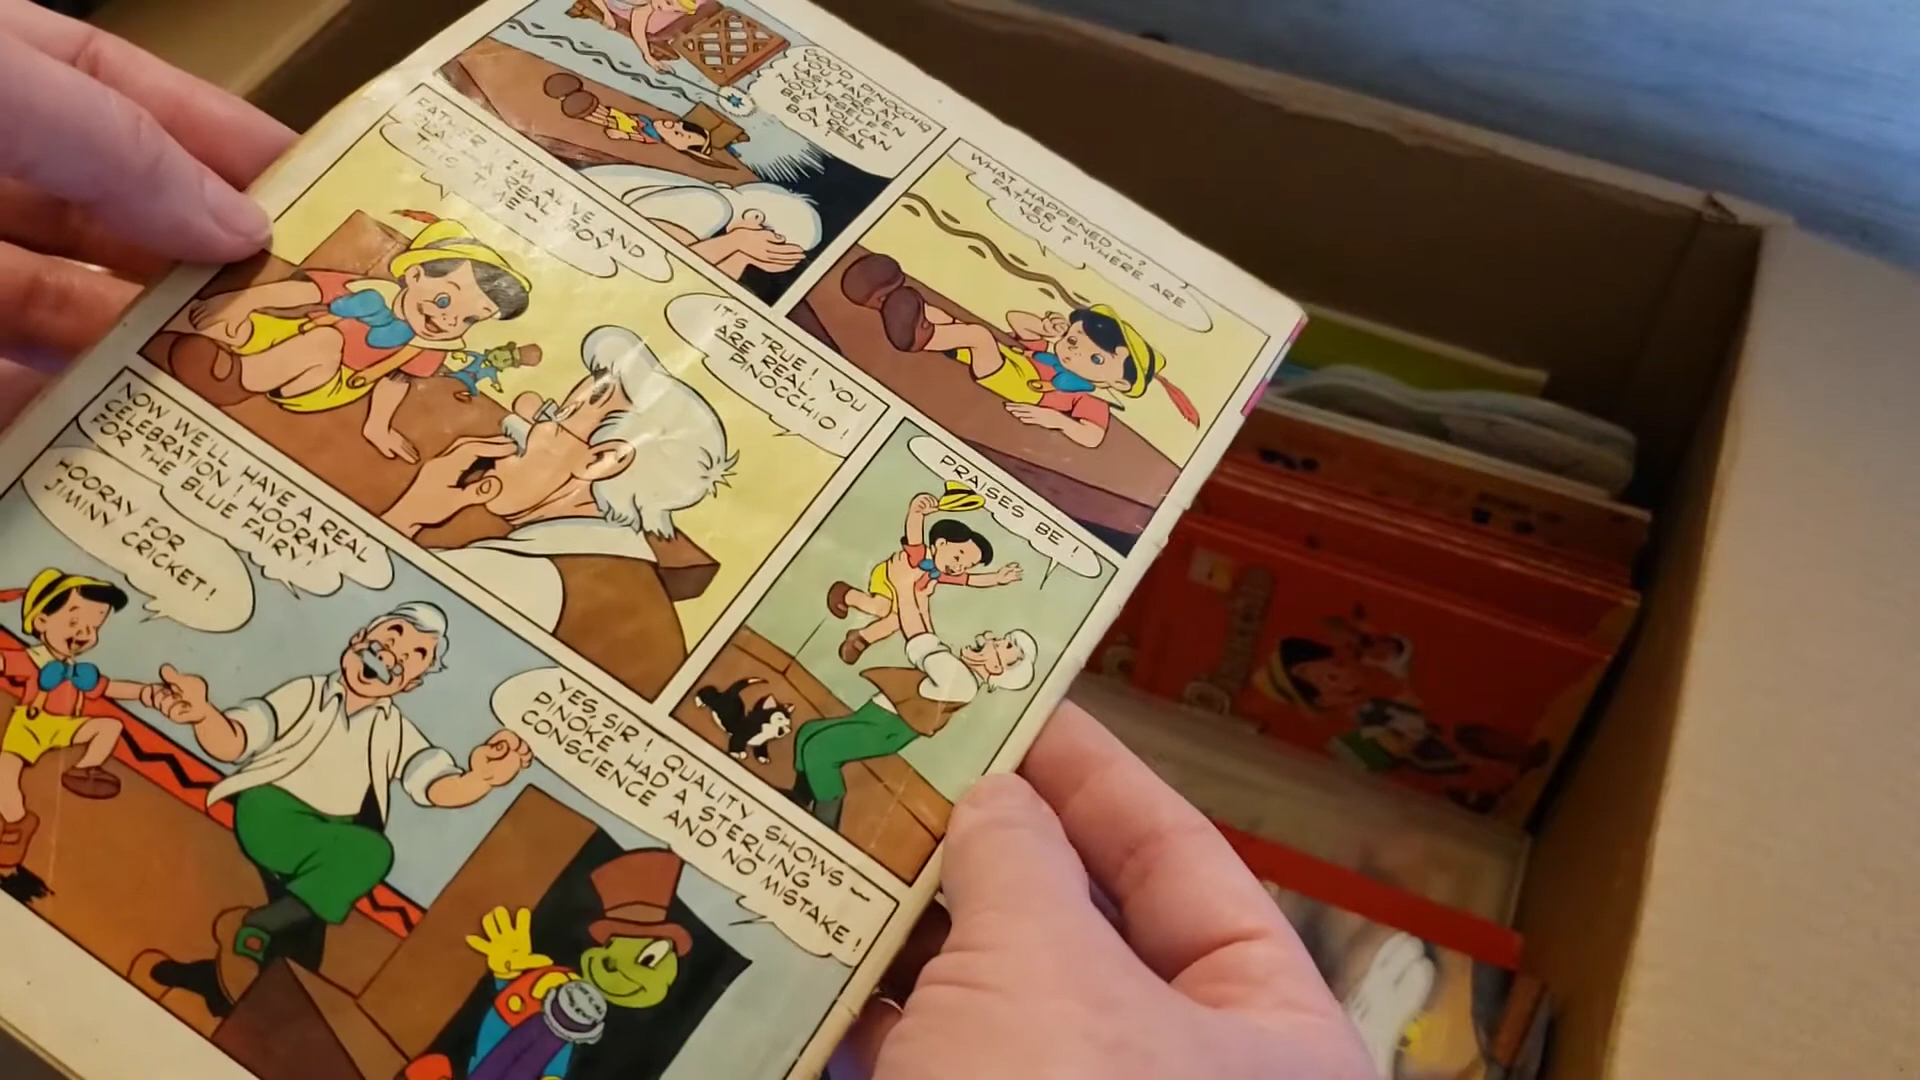 GOOD PINOCCHIO
YOU HAVE AT
LAST PROVEN
YOURSELF-
NOW YOU CAN
BE A REAL
BOY!
WHAT HAPPENED ~ ?
FATHER ~ WHERE ARE
YOU ?
FATHER! I'M ALIVE AND
A REAL BOY
THIS TIME ~
IT'S TRUE! YOU
ARE REAL,
PINOCCHIO!
PRAISES BE!
NOW WE'LL HAVE A REAL
CELEBRATION! HOORAY
FOR THE BLUE FAIRY!
HOORAY FOR
JIMINY CRICKET!
YES, SIR! QUALITY SHOWS ~
PINOKE HAD A STERLING
CONSCIENCE AND NO MISTAKE!